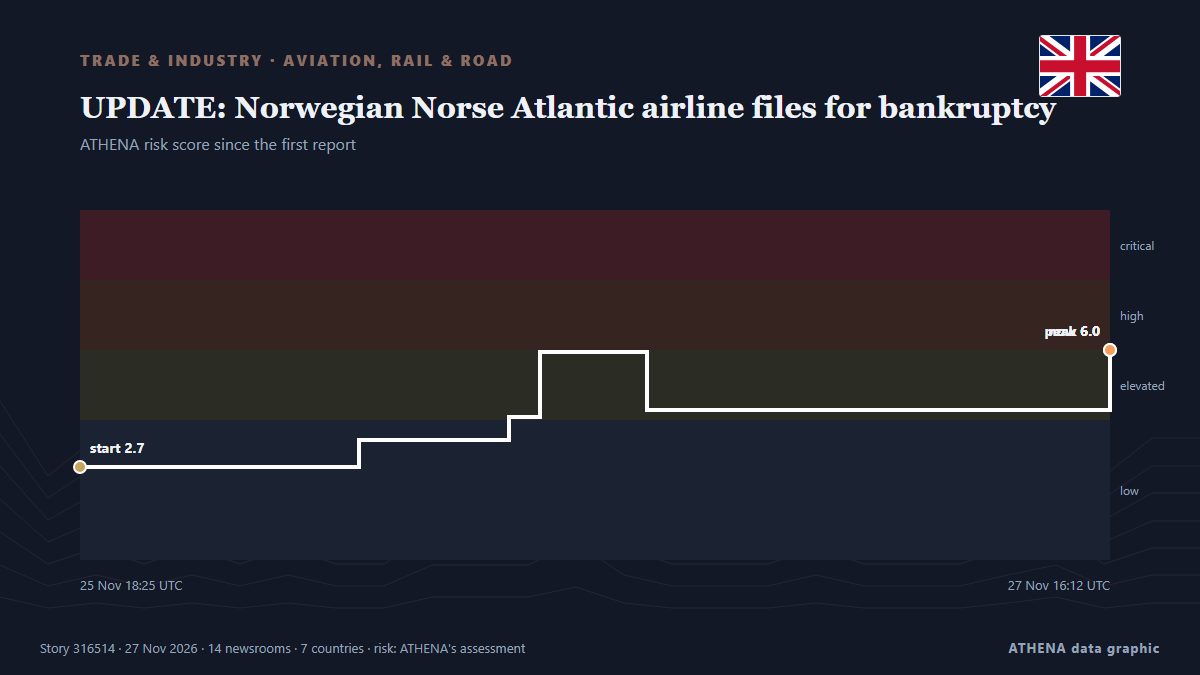 TRADE & INDUSTRY · AVIATION, RAIL & ROAD
UPDATE: Norwegian Norse Atlantic airline files for bankruptcy
ATHENA risk score since the first report
critical
high
peak 6.0
elevated
start 2.7
low
25 Nov 18:25 UTC
27 Nov 16:12 UTC
Story 316514 · 27 Nov 2026 · 14 newsrooms · 7 countries · risk: ATHENA's assessment
ATHENA data graphic